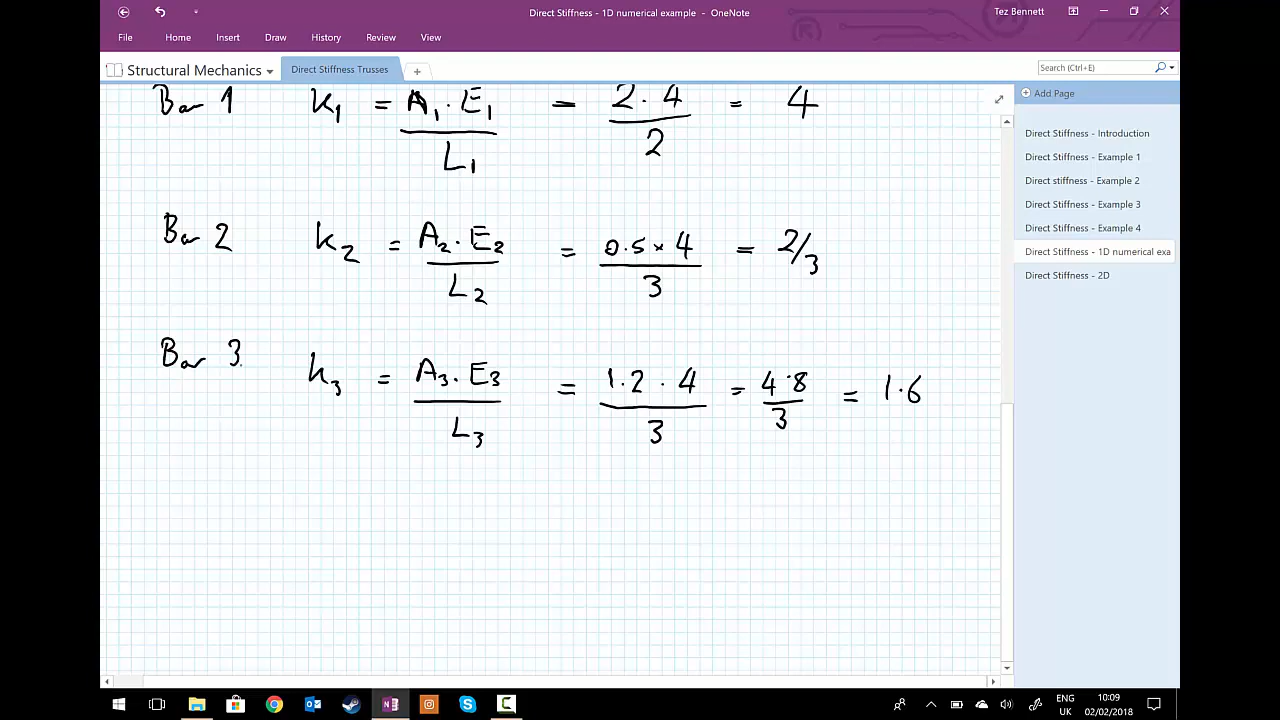 Direct Stiffness - 1D numerical example - OneNote
Tez Bennett
File Home Insert Draw History Review View
Structural Mechanics
Direct Stiffness Trusses
Search (Ctrl+E)
Bar 1 k1 = A1 · E1 / L1 = 2 · 4 / 2 = 4
Bar 2 k2 = A2 · E2 / L2 = 0.5 × 4 / 3 = 2/3
Bar 3 k3 = A3 · E3 / L3 = 1.2 · 4 / 3 = 4.8 / 3 = 1.6
Add Page
Direct Stiffness - Introduction
Direct Stiffness - Example 1
Direct stiffness - Example 2
Direct Stiffness - Example 3
Direct Stiffness - Example 4
Direct Stiffness - 1D numerical exa
Direct Stiffness - 2D
ENG
UK
10:09
02/02/2018